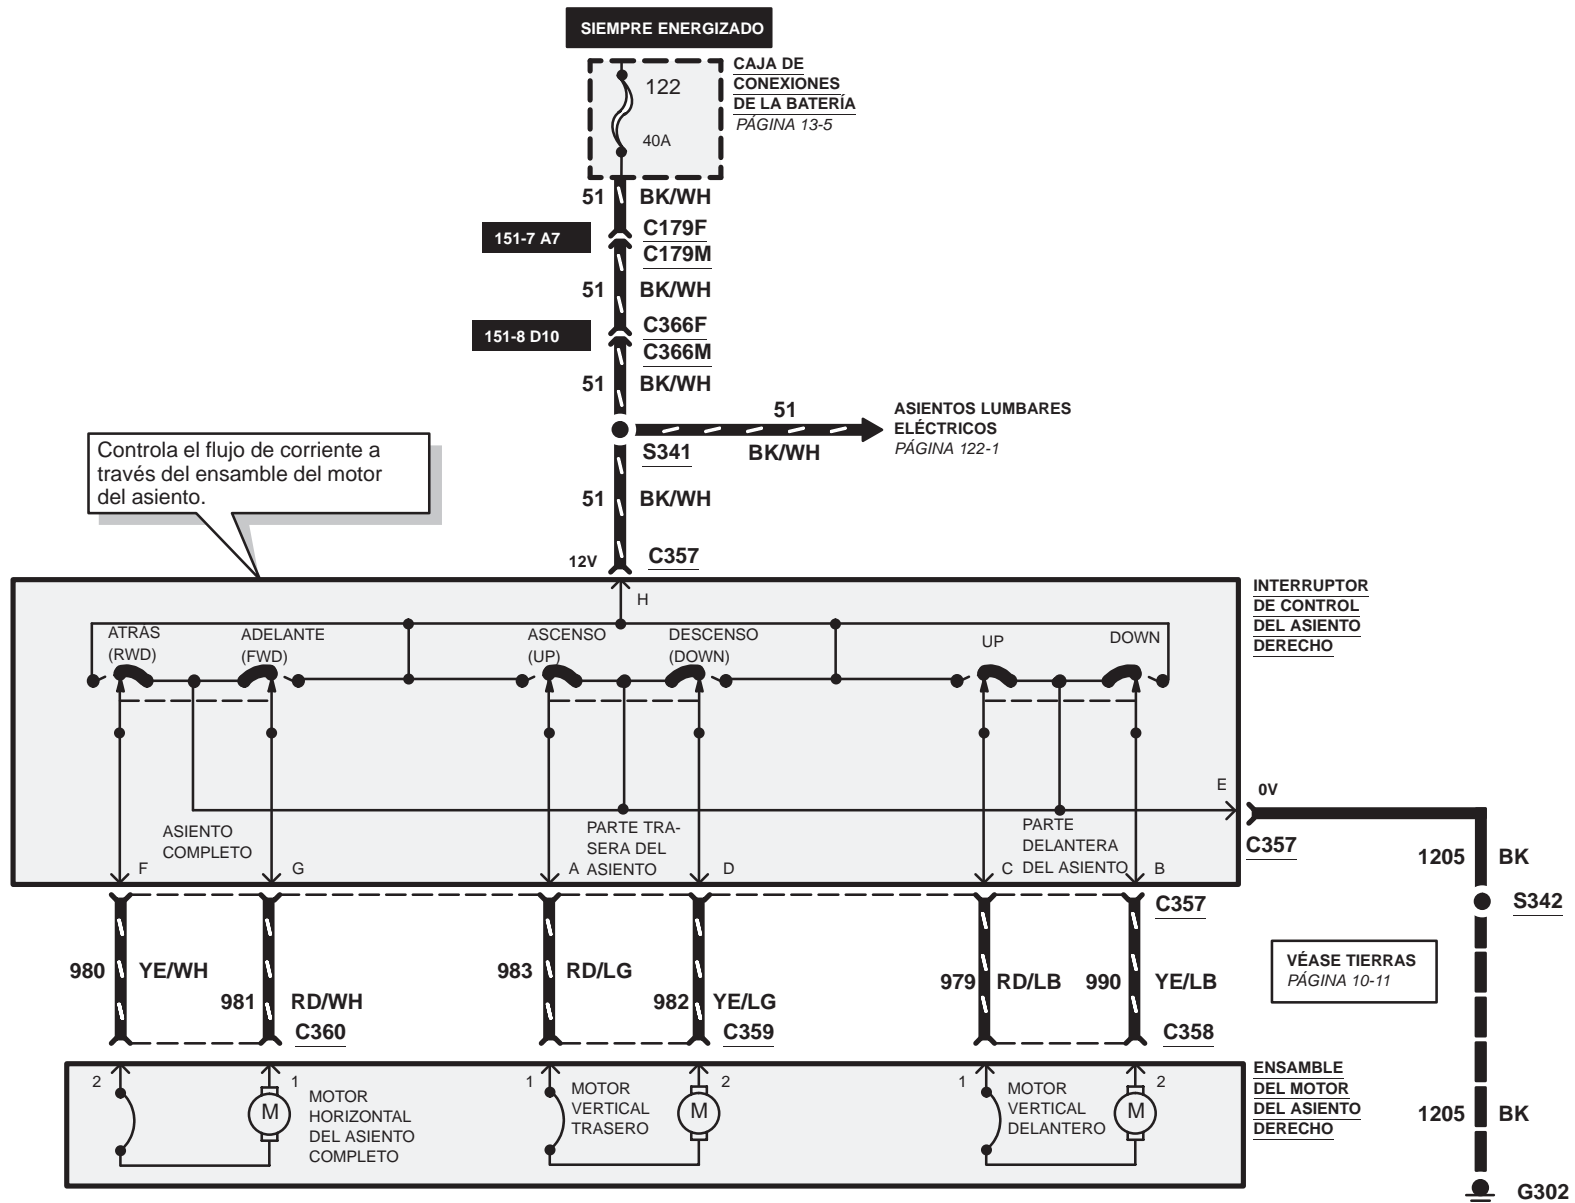 SIEMPRE ENERGIZADO
122
40A
CAJA DE
CONEXIONES
DE LA BATERÍA
PÁGINA 13-5
51 BK/WH
151-7 A7
C179F
C179M
51 BK/WH
151-8 D10
C366F
C366M
51 BK/WH
51
BK/WH
S341
ASIENTOS LUMBARES
ELÉCTRICOS
PÁGINA 122-1
Controla el flujo de corriente a
través del ensamble del motor
del asiento.
51 BK/WH
12V
C357
H
INTERRUPTOR
DE CONTROL
DEL ASIENTO
DERECHO
ATRÁS
(RWD)
ADELANTE
(FWD)
ASCENSO
(UP)
DESCENSO
(DOWN)
UP
DOWN
E
0V
C357
ASIENTO
COMPLETO
PARTE TRA-
SERA DEL
ASIENTO
PARTE
DELANTERA
DEL ASIENTO
F
G
A
D
C
B
C357
1205 BK
S342
VÉASE TIERRAS
PÁGINA 10-11
980 YE/WH
981 RD/WH
C360
983 RD/LG
982 YE/LG
C359
979 RD/LB
990 YE/LB
C358
2
1
MOTOR
HORIZONTAL
DEL ASIENTO
COMPLETO
M
1
2
MOTOR
VERTICAL
TRASERO
M
1
2
MOTOR
VERTICAL
DELANTERO
M
ENSAMBLE
DEL MOTOR
DEL ASIENTO
DERECHO
1205 BK
G302